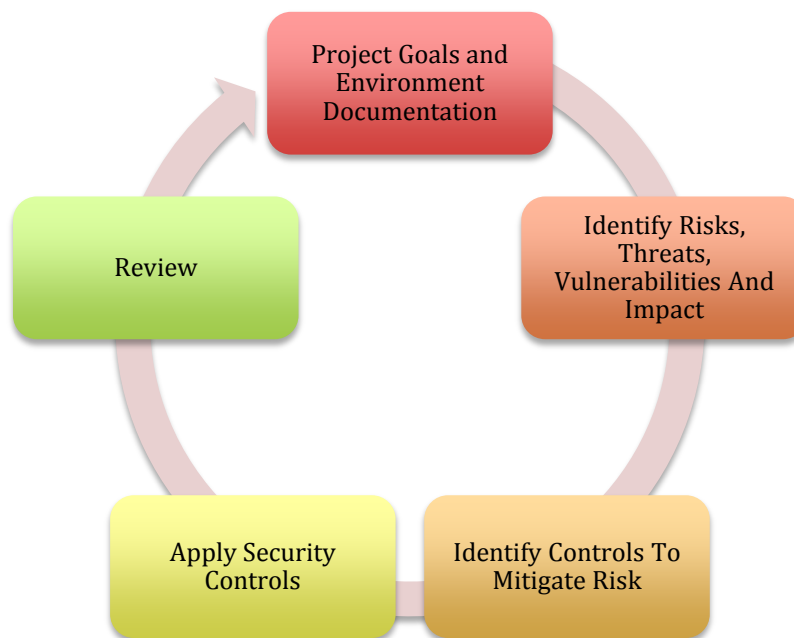 Project Goals and
Environment
Documentation
Identify Risks,
Threats,
Vulnerabilities And
Impact
Identify Controls To
Mitigate Risk
Apply Security
Controls
Review